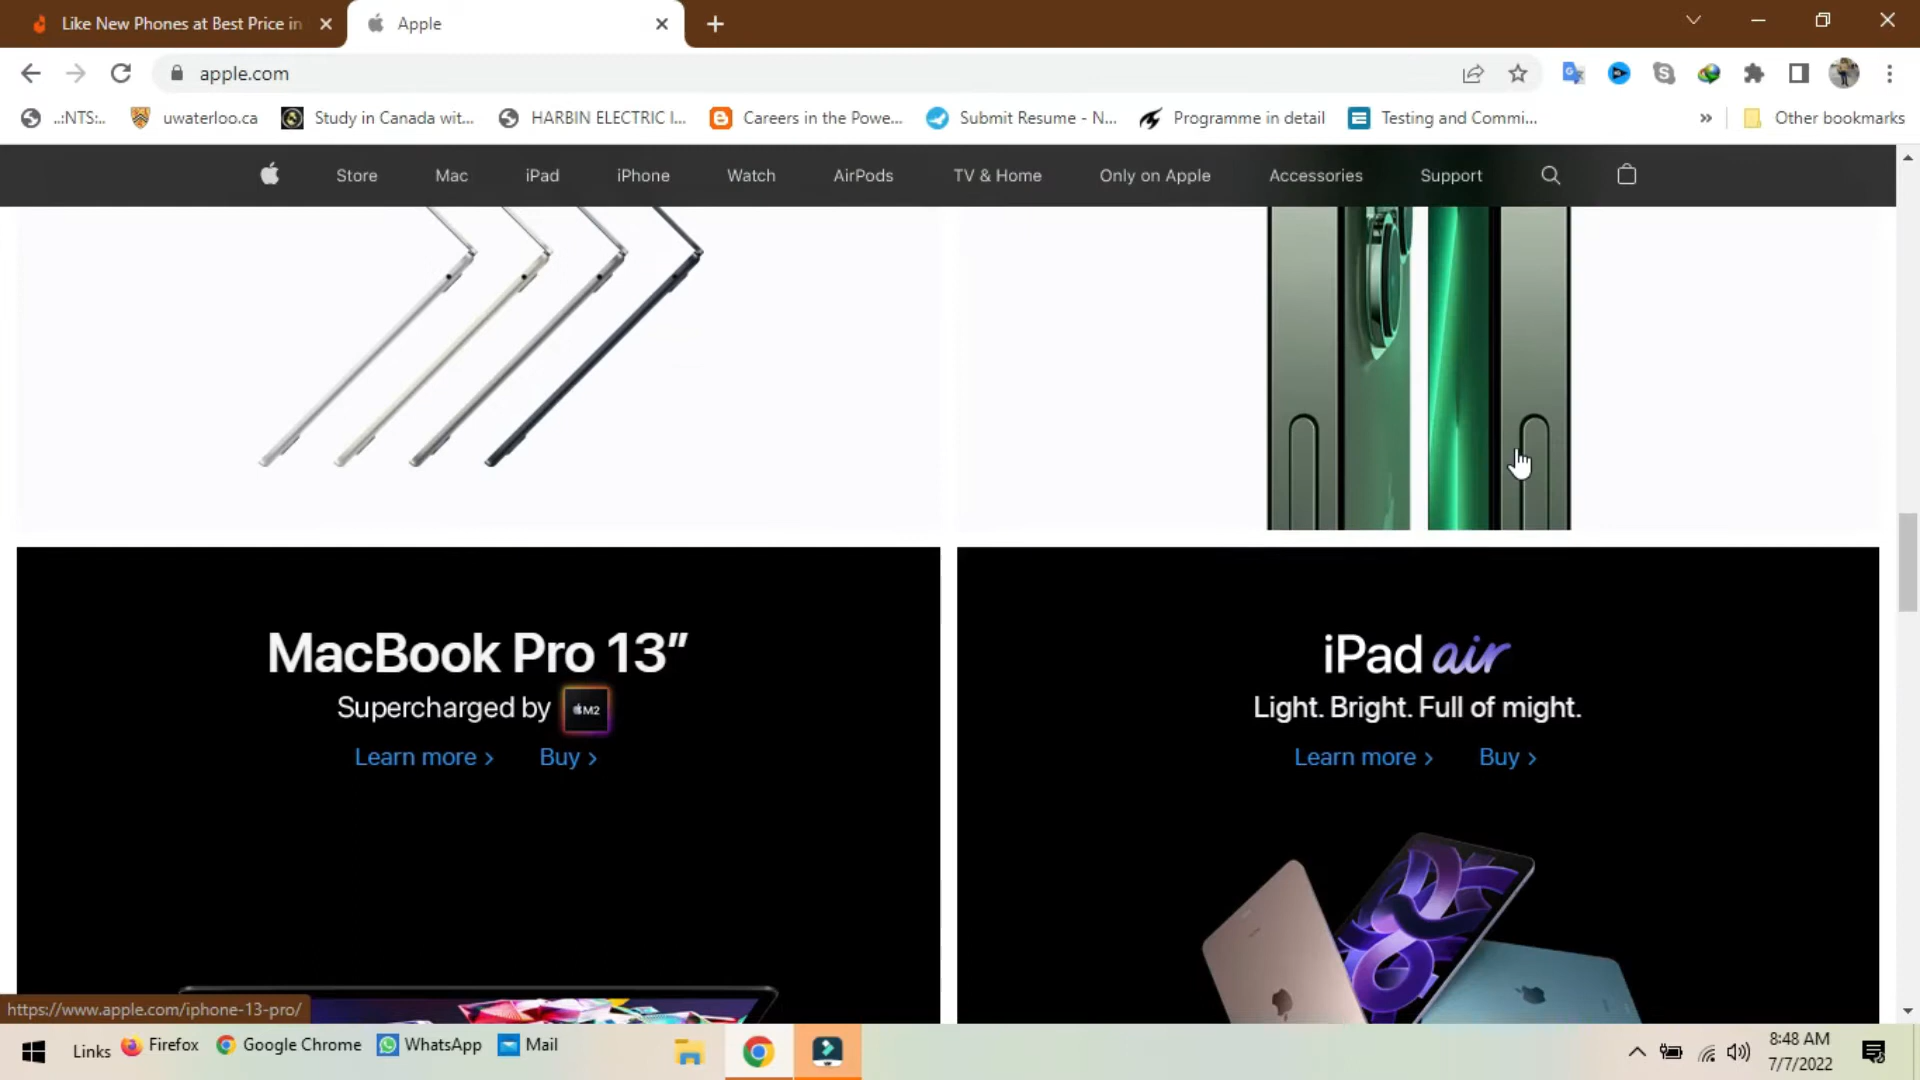 Like New Phones at Best Price in
Apple
apple.com
..:NTS:..
uwaterloo.ca
Study in Canada wit...
HARBIN ELECTRIC I...
Careers in the Powe...
Submit Resume - N...
Programme in detail
Testing and Commi...
»
Other bookmarks
Store
Mac
iPad
iPhone
Watch
AirPods
TV & Home
Only on Apple
Accessories
Support
MacBook Pro 13”
Supercharged by M2
Learn more >
Buy >
iPad air
Light. Bright. Full of might.
Learn more >
Buy >
https://www.apple.com/iphone-13-pro/
Links
Firefox
Google Chrome
WhatsApp
Mail
8:48 AM
7/7/2022